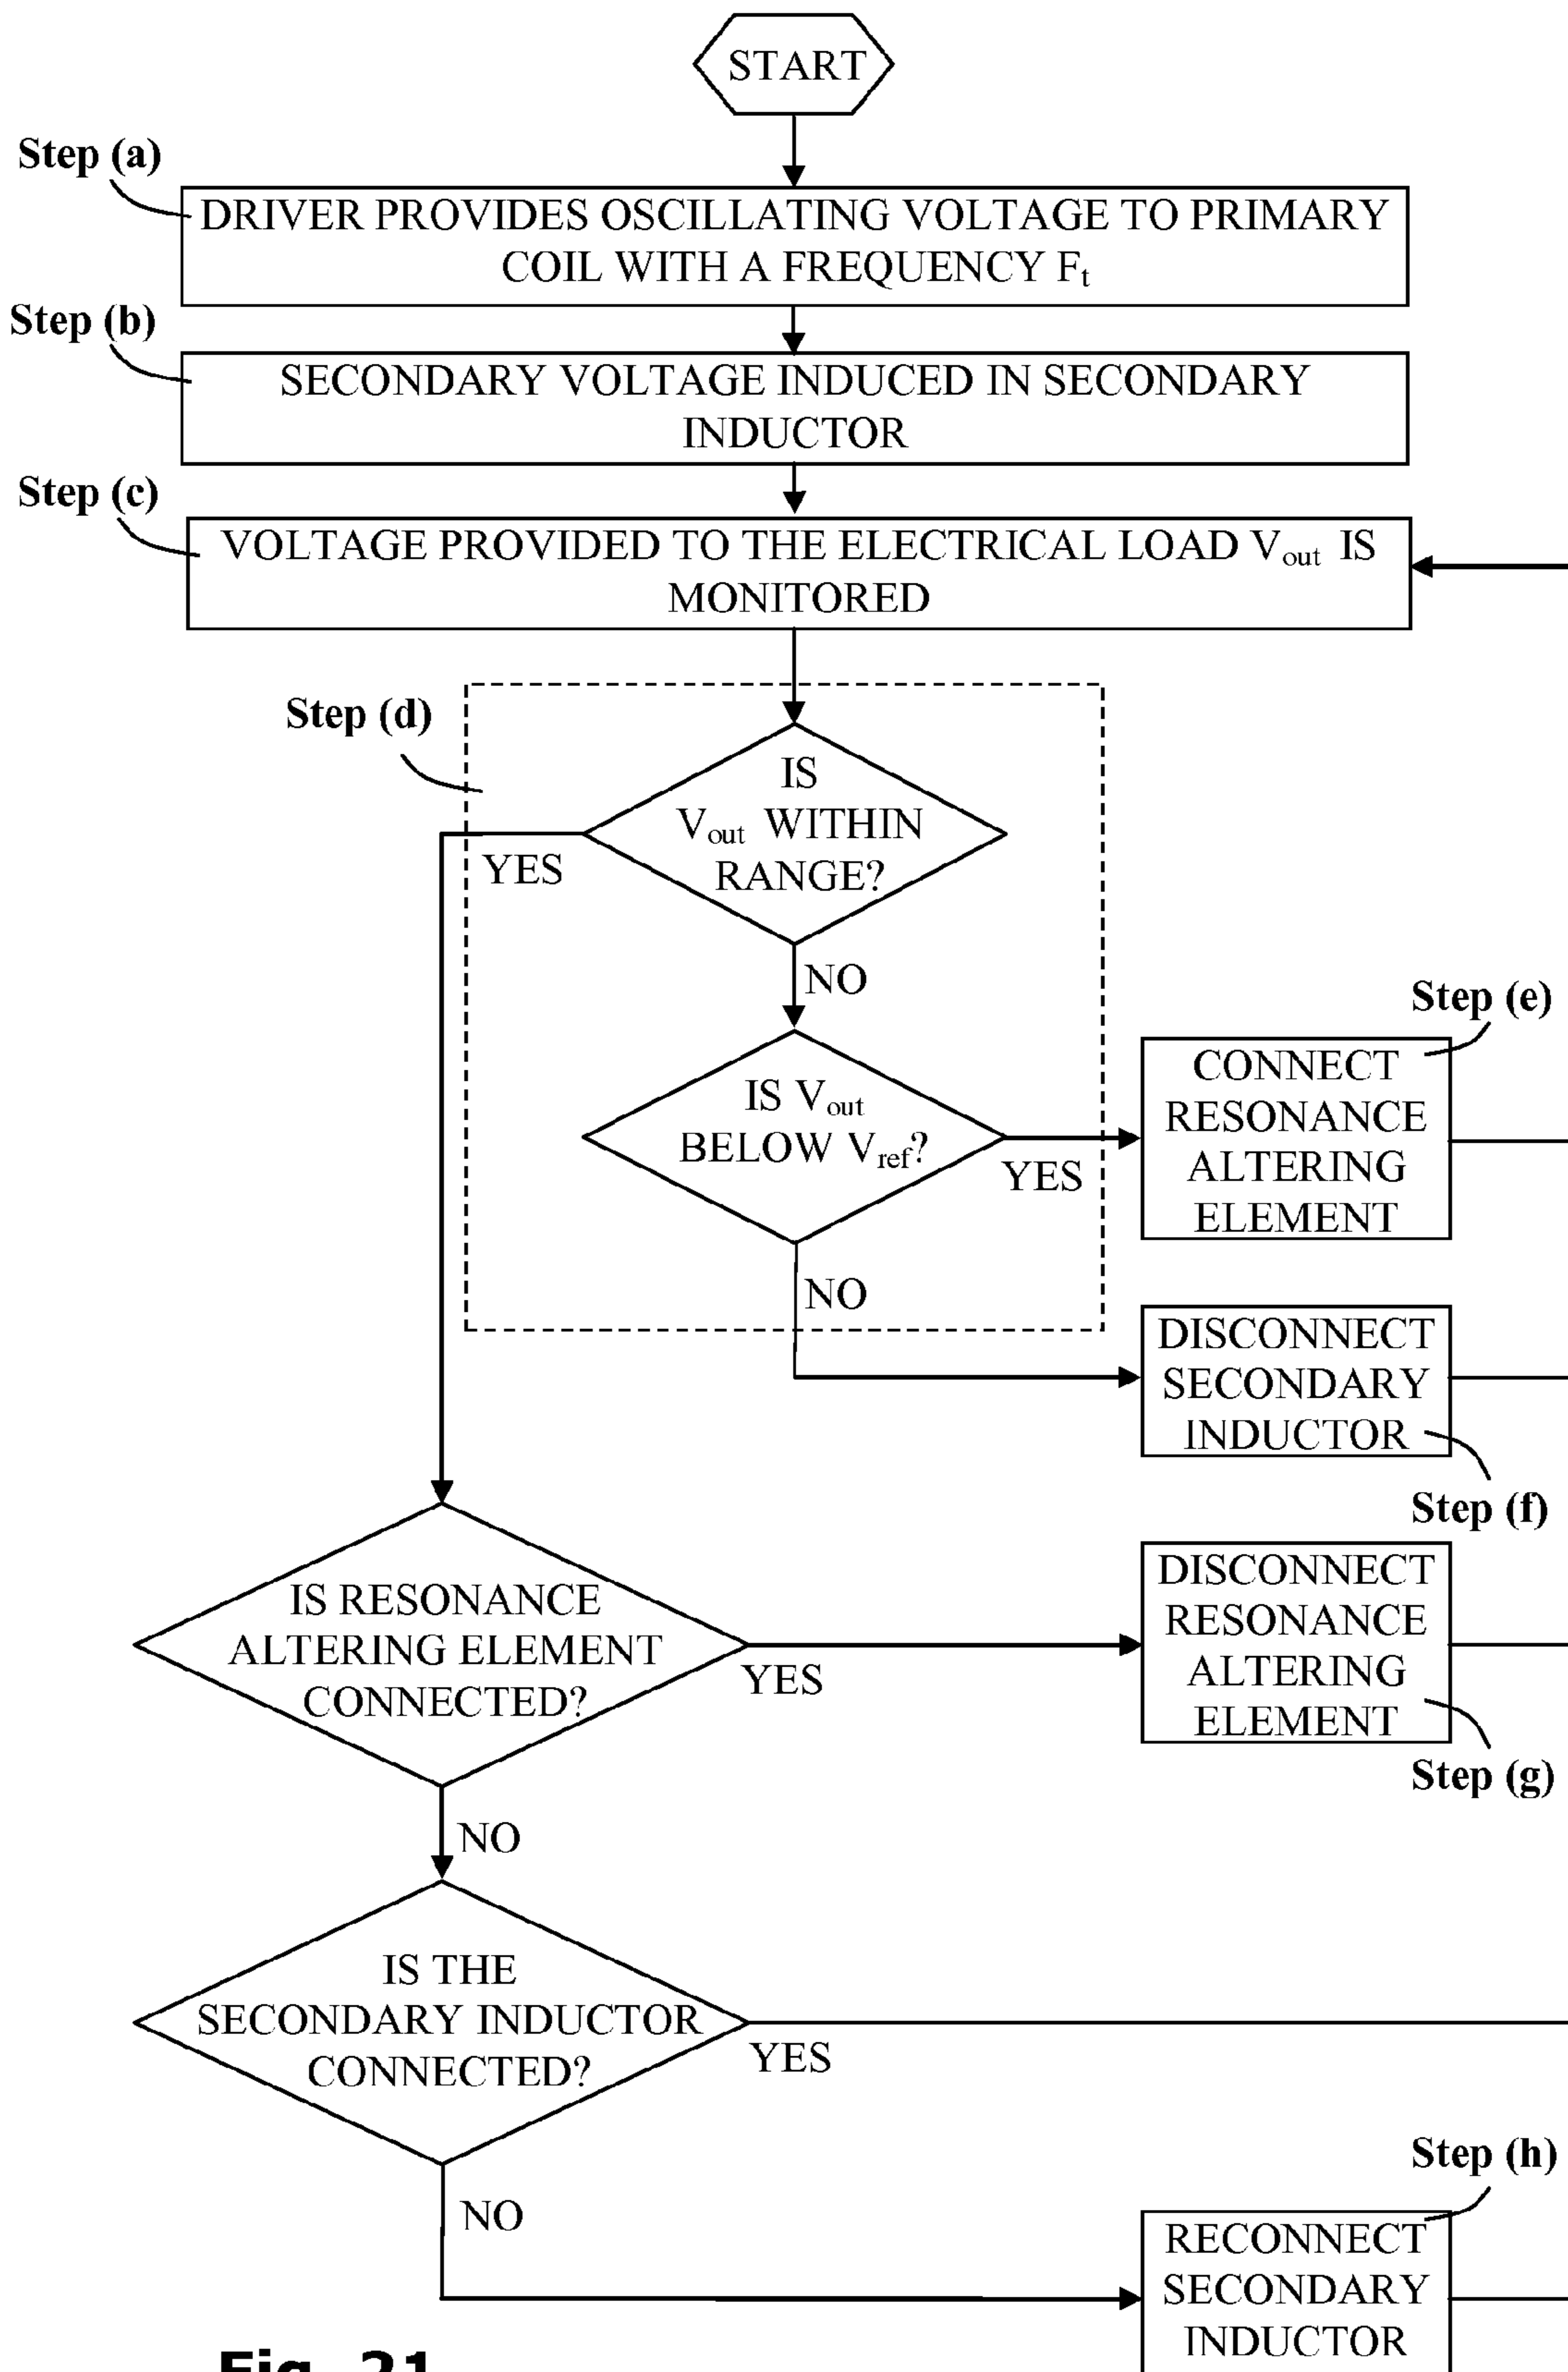 START
Step (a)
DRIVER PROVIDES OSCILLATING VOLTAGE TO PRIMARY
COIL WITH A FREQUENCY Ft
Step (b)
SECONDARY VOLTAGE INDUCED IN SECONDARY
INDUCTOR
Step (c)
VOLTAGE PROVIDED TO THE ELECTRICAL LOAD Vout IS
MONITORED
Step (d)
IS
Vout WITHIN
RANGE?
YES
NO
Step (e)
CONNECT
RESONANCE
ALTERING
ELEMENT
IS Vout
BELOW Vref?
YES
NO
DISCONNECT
SECONDARY
INDUCTOR
Step (f)
DISCONNECT
RESONANCE
ALTERING
ELEMENT
Step (g)
IS RESONANCE
ALTERING ELEMENT
CONNECTED?
YES
NO
IS THE
SECONDARY INDUCTOR
CONNECTED?
YES
NO
Step (h)
RECONNECT
SECONDARY
INDUCTOR
Fig. 21